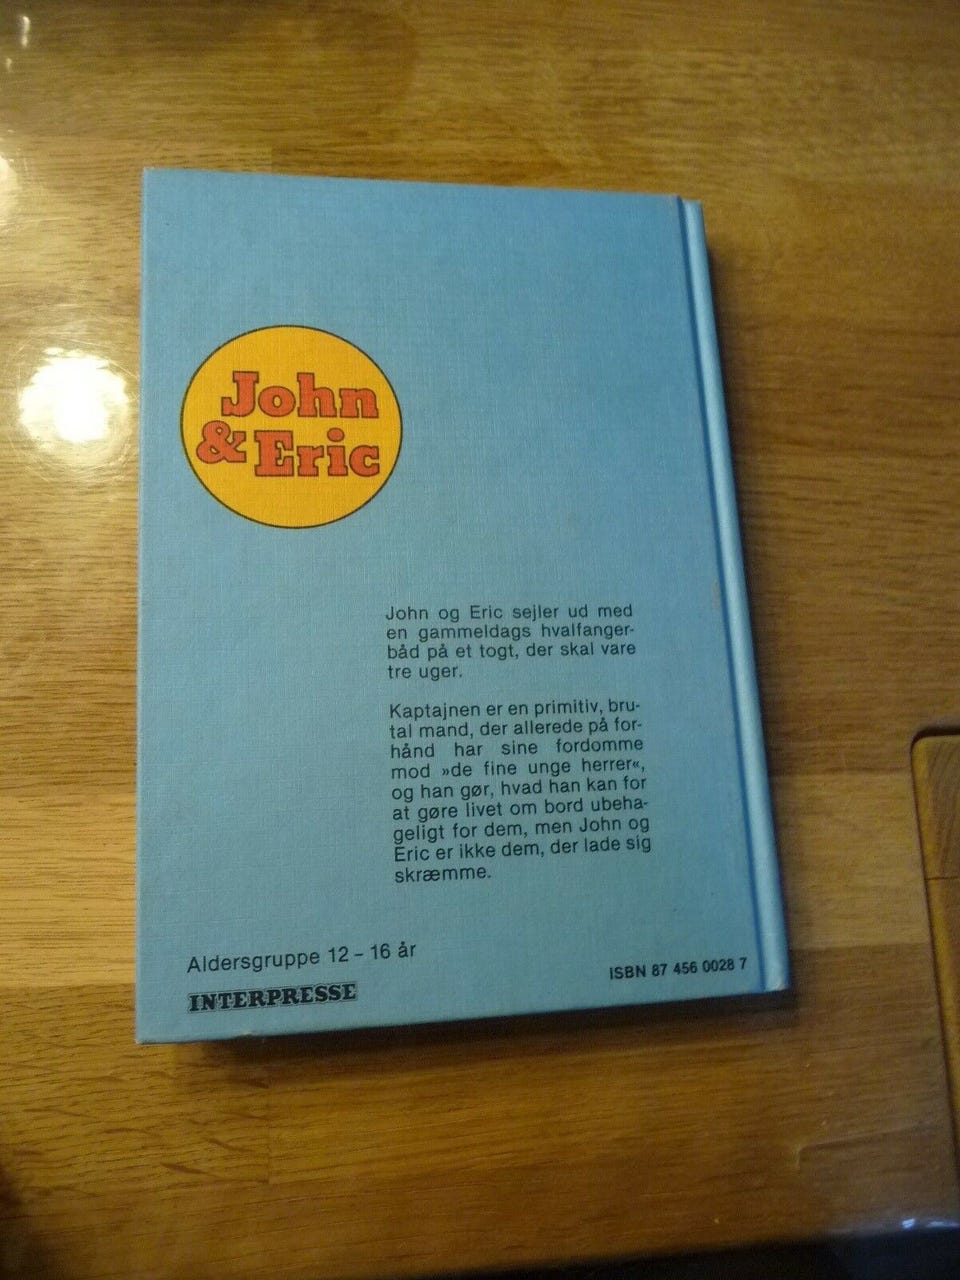 John
& Eric
John og Eric sejler ud med
en gammeldags hvalfanger-
båd på et togt, der skal vare
tre uger.
Kaptajnen er en primitiv, bru-
tal mand, der allerede på for-
hånd har sine fordomme
mod »de fine unge herrer«,
og han gør, hvad han kan for
at gøre livet om bord ubeha-
geligt for dem, men John og
Eric er ikke dem, der lade sig
skræmme.
Aldersgruppe 12 – 16 år
INTERPRESSE
ISBN 87 456 0028 7